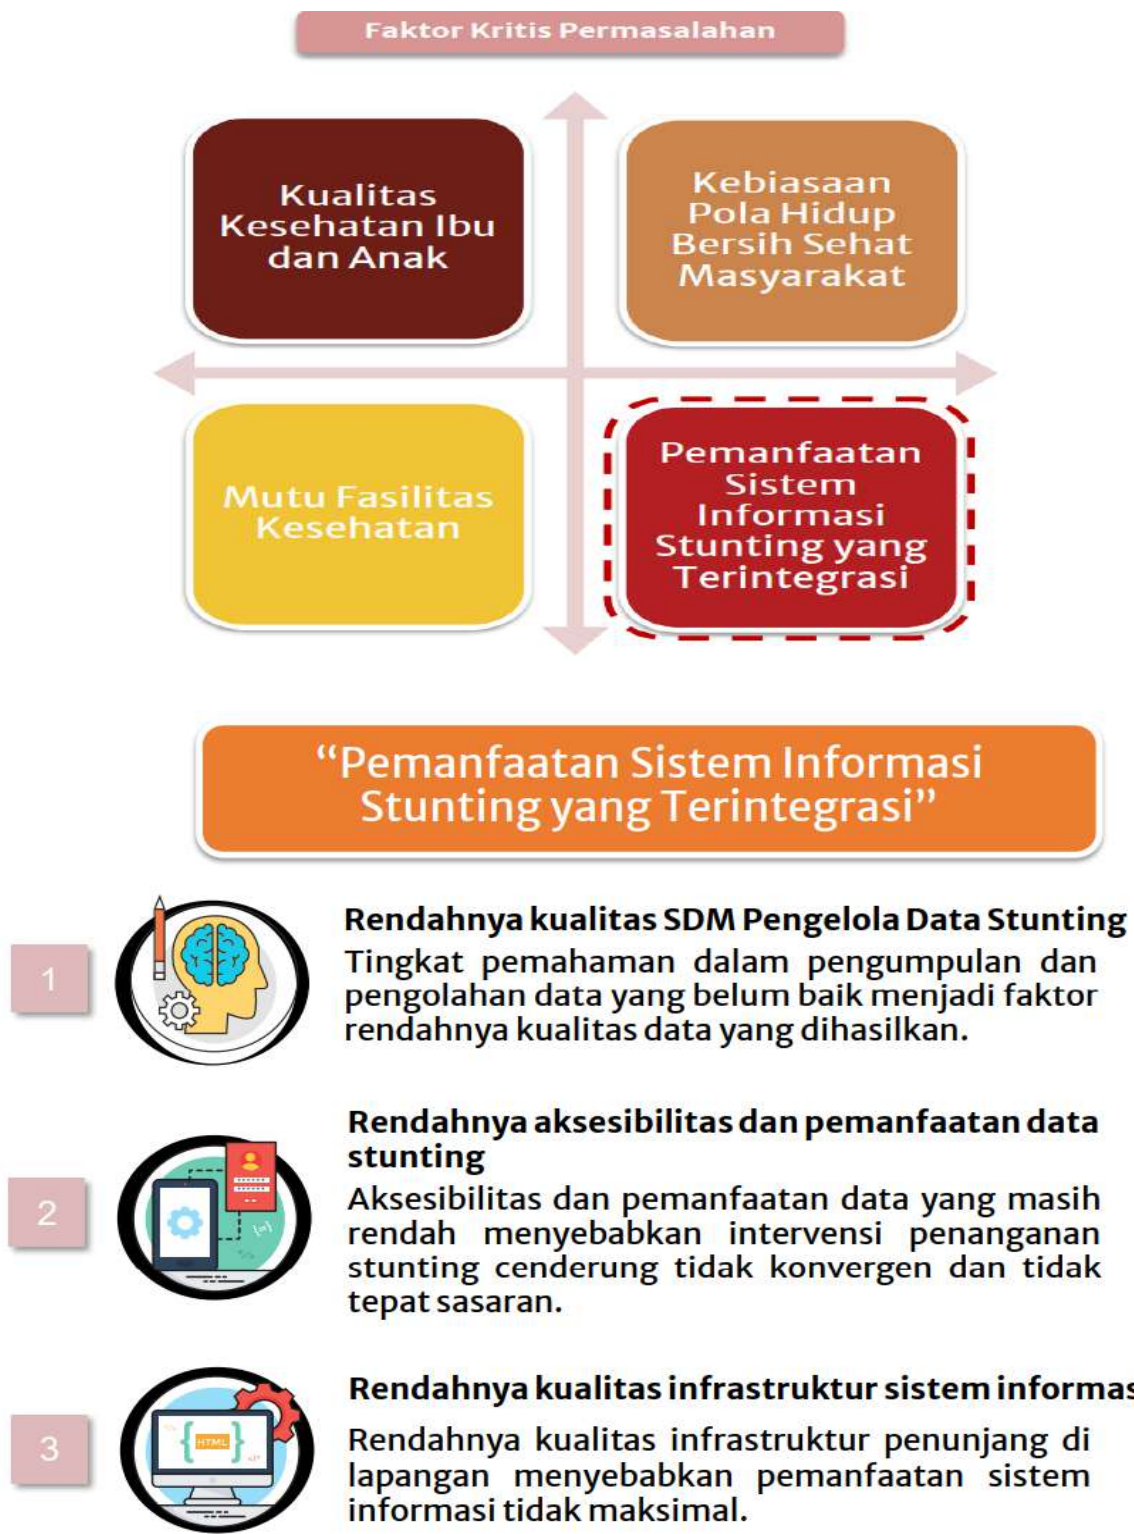 Faktor Kritis Permasalahan
Kualitas
Kesehatan Ibu
dan Anak
Kebiasaan
Pola Hidup
Bersih Sehat
Masyarakat
Mutu Fasilitas
Kesehatan
Pemanfaatan
Sistem
Informasi
Stunting yang
Terintegrasi
“Pemanfaatan Sistem Informasi
Stunting yang Terintegrasi”
1
Rendahnya kualitas SDM Pengelola Data Stunting
Tingkat pemahaman dalam pengumpulan dan
pengolahan data yang belum baik menjadi faktor
rendahnya kualitas data yang dihasilkan.
2
Rendahnya aksesibilitas dan pemanfaatan data
stunting
Aksesibilitas dan pemanfaatan data yang masih
rendah menyebabkan intervensi penanganan
stunting cenderung tidak konvergen dan tidak
tepat sasaran.
3
HTML
Rendahnya kualitas infrastruktur sistem informas
Rendahnya kualitas infrastruktur penunjang di
lapangan menyebabkan pemanfaatan sistem
informasi tidak maksimal.